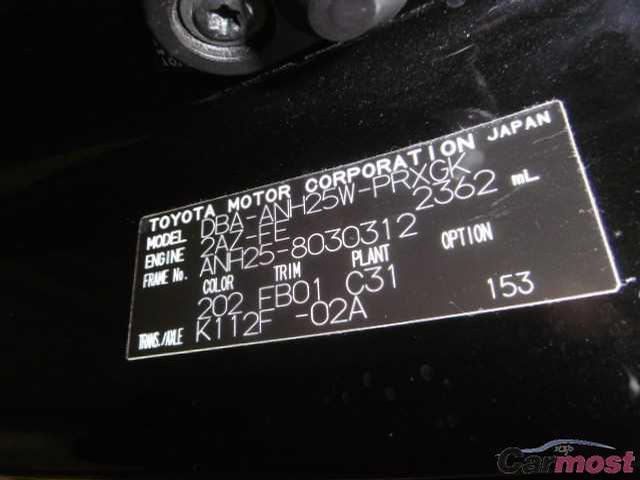 TOYOTA MOTOR CORPORATION JAPAN
MODEL DBA-ANH25W-PRXGK
ENGINE 2AZ-FE 2362 mL
FRAME No. ANH25-8030312
COLOR TRIM PLANT OPTION
202 FB01 C31 153
TRANS./AXLE K112F -02A
Carmost